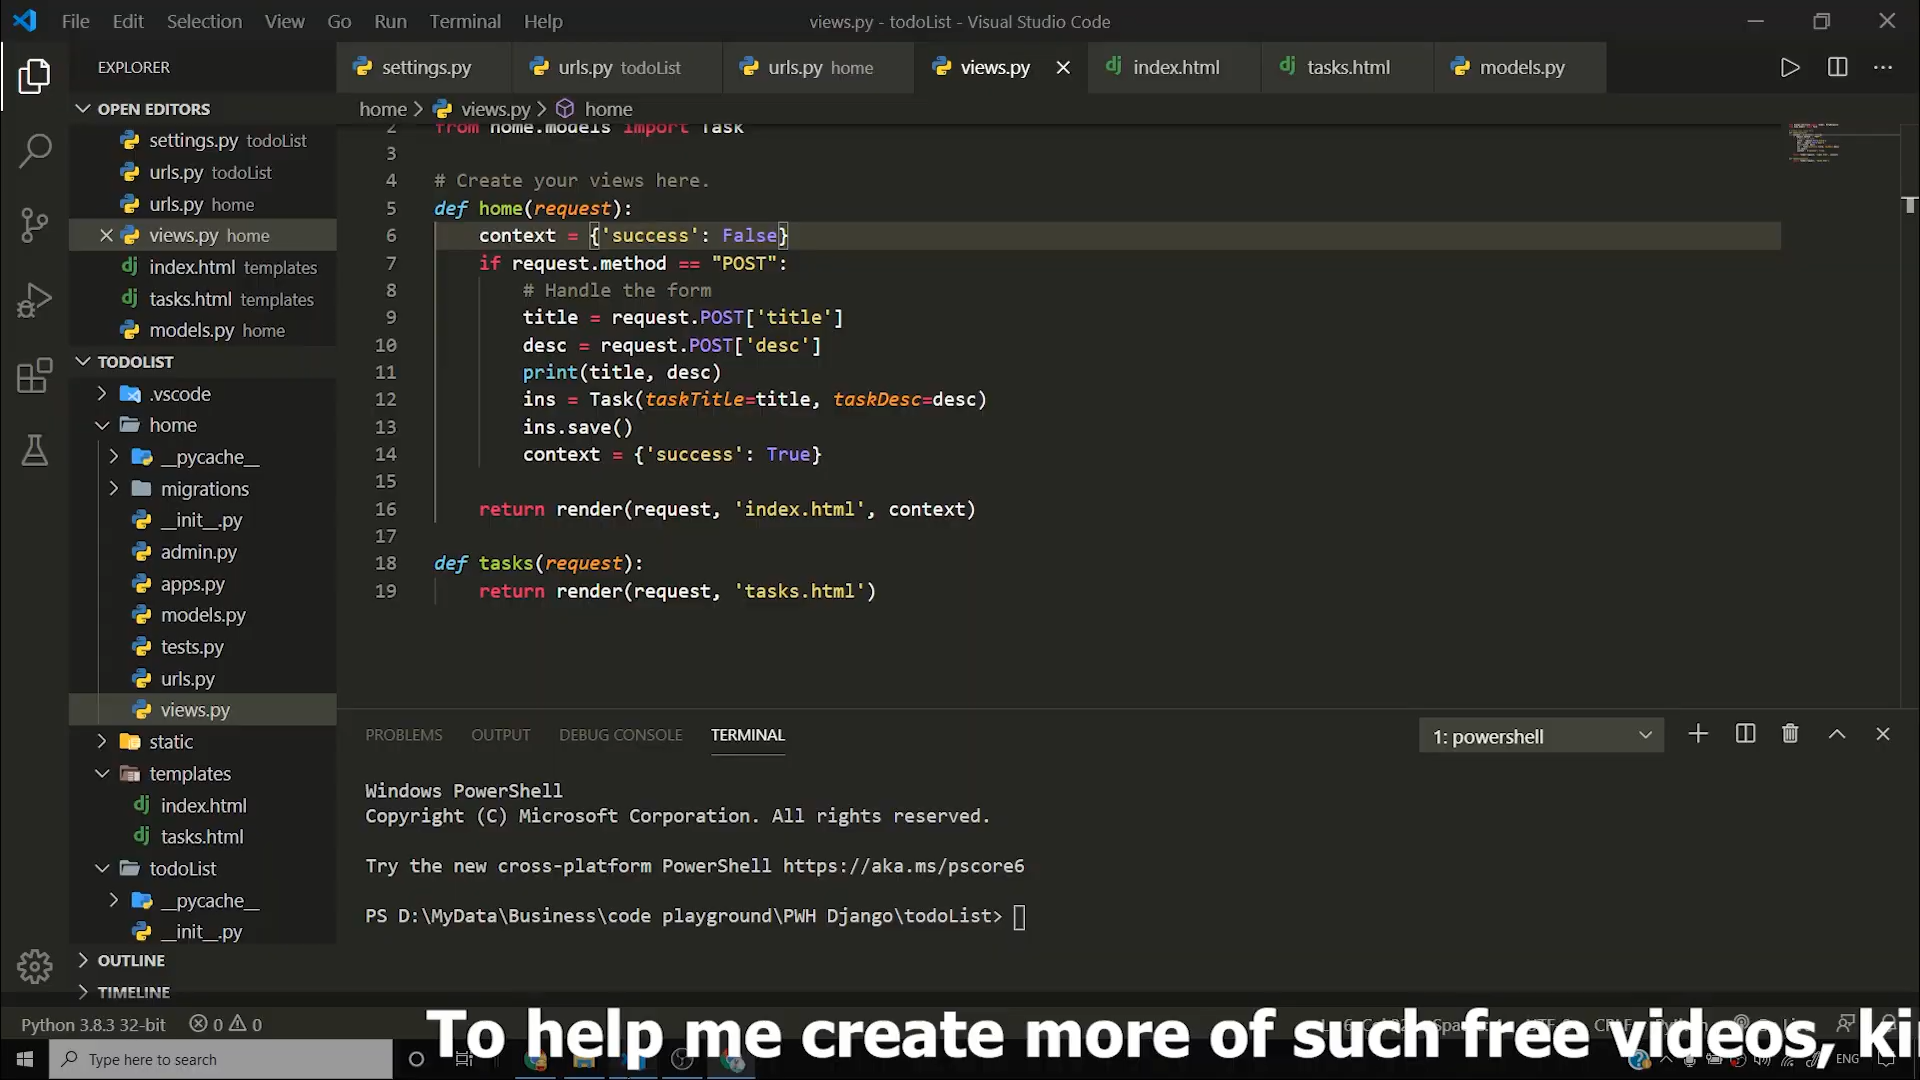 File Edit Selection View Go Run Terminal Help
views.py - todoList - Visual Studio Code
EXPLORER
settings.py
urls.py todoList
urls.py home
views.py
index.html
tasks.html
models.py
OPEN EDITORS
settings.py todoList
urls.py todoList
urls.py home
views.py home
index.html templates
tasks.html templates
models.py home
TODOLIST
.vscode
home
__pycache__
migrations
__init__.py
admin.py
apps.py
models.py
tests.py
urls.py
views.py
static
templates
index.html
tasks.html
todoList
__pycache__
__init__.py
OUTLINE
TIMELINE
home > views.py > home
2 from home.models import Task
3
4 # Create your views here.
5 def home(request):
6 context = {'success': False}
7 if request.method == "POST":
8 # Handle the form
9 title = request.POST['title']
10 desc = request.POST['desc']
11 print(title, desc)
12 ins = Task(taskTitle=title, taskDesc=desc)
13 ins.save()
14 context = {'success': True}
15
16 return render(request, 'index.html', context)
17
18 def tasks(request):
19 return render(request, 'tasks.html')
PROBLEMS OUTPUT DEBUG CONSOLE TERMINAL
1: powershell
Windows PowerShell
Copyright (C) Microsoft Corporation. All rights reserved.
Try the new cross-platform PowerShell https://aka.ms/pscore6
PS D:\MyData\Business\code playground\PWH Django\todoList>
Python 3.8.3 32-bit 0 0
To help me create more of such free videos, ki
Type here to search
ENG